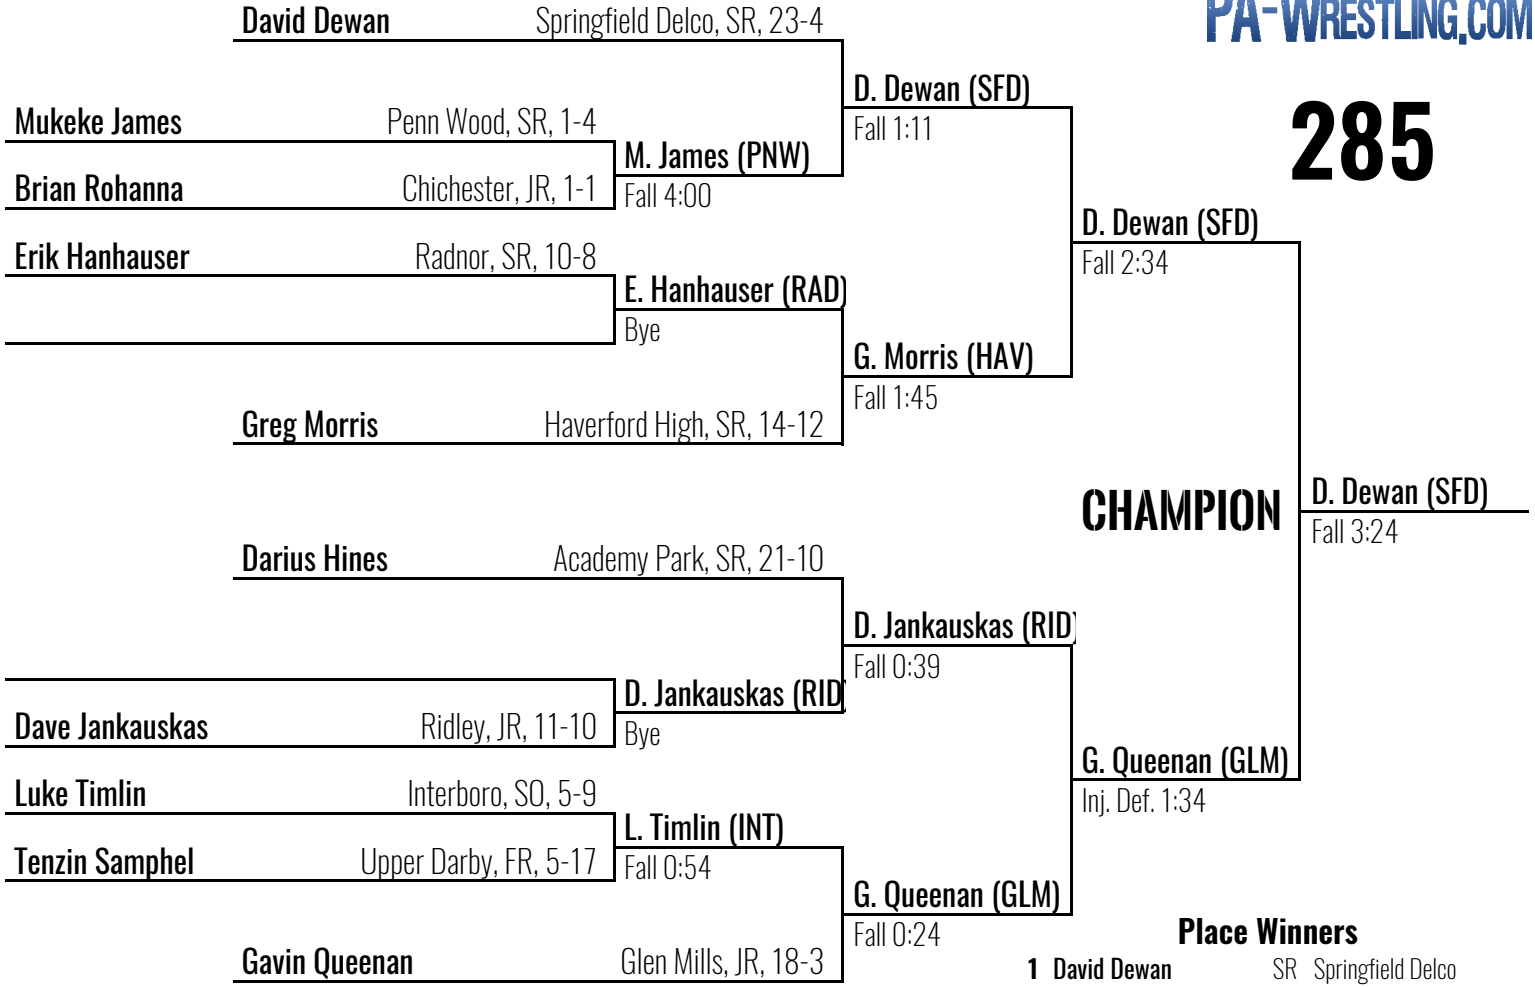 PA-WRESTLING.COM
David Dewan Springfield Delco, SR, 23-4
D. Dewan (SFD)
285
Mukeke James Penn Wood, SR, 1-4
Fall 1:11
M. James (PNW)
Brian Rohanna Chichester, JR, 1-1
Fall 4:00
D. Dewan (SFD)
Erik Hanhauser Radnor, SR, 10-8
Fall 2:34
E. Hanhauser (RAD)
Bye
G. Morris (HAV)
Fall 1:45
Greg Morris Haverford High, SR, 14-12
CHAMPION
D. Dewan (SFD)
Fall 3:24
Darius Hines Academy Park, SR, 21-10
D. Jankauskas (RID)
Fall 0:39
D. Jankauskas (RID)
Dave Jankauskas Ridley, JR, 11-10
Bye
G. Queenan (GLM)
Luke Timlin Interboro, SO, 5-9
Inj. Def. 1:34
L. Timlin (INT)
Tenzin Samphel Upper Darby, FR, 5-17
Fall 0:54
G. Queenan (GLM)
Fall 0:24
Place Winners
Gavin Queenan Glen Mills, JR, 18-3
1 David Dewan SR Springfield Delco